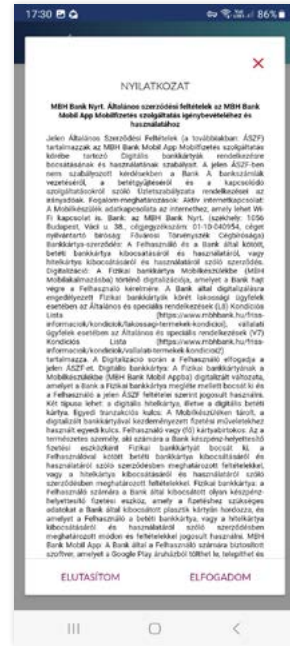 17:30
86%
NYILATKOZAT
MBH Bank Nyrt. Általános szerződési feltételek az MBH Bank
Mobil App Mobilfizetés szolgáltatás igénybevételéhez és
használatához
Jelen Általános Szerződési Feltételek (a továbbiakban: ÁSZF)
tartalmazzák az MBH Bank Mobil App Mobilfizetés szolgáltatás
körébe tartozó Digitális bankkártyák rendelkezésre
bocsátásának és használatának szabályait. A jelen ÁSZF-ben
nem szabályozott kérdésekben a Bank A bankszámlák
vezetéséről, a betétgyűjtésről és a kapcsolódó
szolgáltatásokról szóló Üzletszabályzata rendelkezései az
irányadóak. Fogalom-meghatározások: Aktív internetkapcsolat:
A Mobilkészülék adatkapcsolata az internethez, amely lehet Wi-
Fi kapcsolat is. Bank: az MBH Bank Nyrt. (székhely: 1056
Budapest, Váci u. 38., cégjegyzékszám: 01-10-040954, céget
nyilvántartó bíróság: Fővárosi Törvényszék Cégbírósága)
Bankkártya-szerződés: A Felhasználó és a Bank által kötött,
betéti bankkártya kibocsátásáról és használatáról, vagy
hitelkártya kibocsátásáról és használatáról szóló szerződés.
Digitalizáció: A Fizikai bankkártya Mobilkészülékbe (MBH
Mobilalkalmazásba) történő digitalizációja, amelyet a Bank hajt
végre a Felhasználó kérelmére. A Bank által digitalizálásra
engedélyezett Fizikai bankkártyák körét lakossági ügyfelek
esetében az Általános és speciális rendelkezések (L8) Kondíciós
Lista (https://www.mbhbank.hu/friss-
informaciok/kondiciok/lakossagi-termekek-kondicioi), vállalati
ügyfelek esetében az Általános és speciális rendelkezések (V7)
Kondíciós Lista (https://www.mbhbank.hu/friss-
informaciok/kondiciok/vallalati-termekek-kondicioi2)
tartalmazza. A Digitalizáció során a Felhasználó elfogadja a
jelen ÁSZF-et. Digitális bankkártya: A Fizikai bankkártyának a
Mobilkészülékbe (MBH Bank Mobil Appba) digitalizált változata,
amelyet a Bank a Fizikai bankkártya megléte mellett bocsát ki és
a Felhasználó a jelen ÁSZF feltételei szerint jogosult használni.
Két típusa lehet: a digitális hitelkártya, illetve a digitális betéti
kártya. Egyedi tranzakciós kulcs: A Mobilkészüléken tárolt, a
digitalizált bankkártyával kezdeményezett fizetési műveletekhez
használt egyedi kulcs. Felhasználó vagy (fő) kártyabirtokos: Az a
természetes személy, aki számára a Bank készpénz-helyettesítő
fizetési eszközként Fizikai bankkártyát bocsát ki, a
Felhasználóval kötött betéti bankkártya kibocsátásáról és
használatáról szóló szerződésben meghatározott feltételekkel,
vagy a hitelkártya kibocsátásáról és használatáról szóló
szerződésben meghatározott feltételekkel. Fizikai bankkártya: a
Felhasználó számára a Bank által kibocsátott olyan készpénz-
helyettesítő fizetési eszköz, amely a fizetéshez szükséges
adatokat a Bank által kibocsátott plasztik kártyán hordozza, és
amelyet a Felhasználó a betéti bankkártya, vagy a hitelkártya
kibocsátásáról és használatáról szóló szerződésben
meghatározott módon és feltételekkel jogosult használni. MBH
Bank Mobil App: A Bank által a Felhasználó számára biztosított
szoftver, amelyet a Google Play áruházból tölthet le, telepíthet és
ELUTASÍTOM
ELFOGADOM